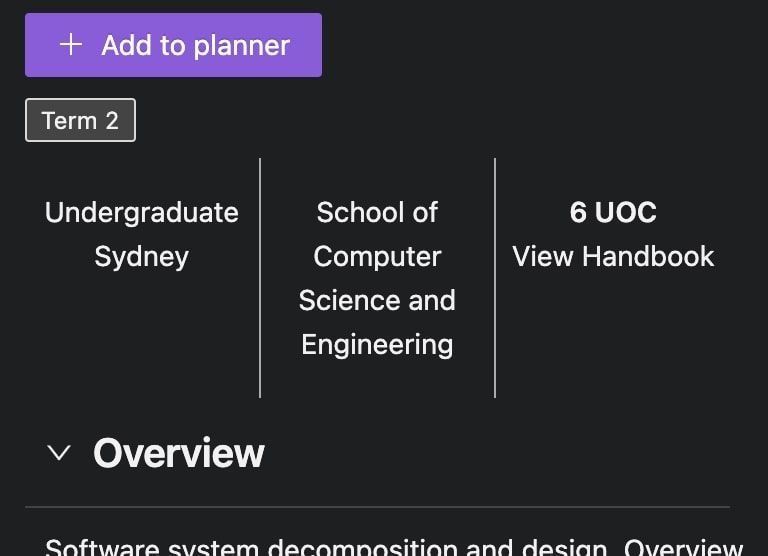 + Add to planner
Term 2
Undergraduate
Sydney
School of
Computer
Science and
Engineering
6 UOC
View Handbook
Overview
Software system decomposition and design. Overview